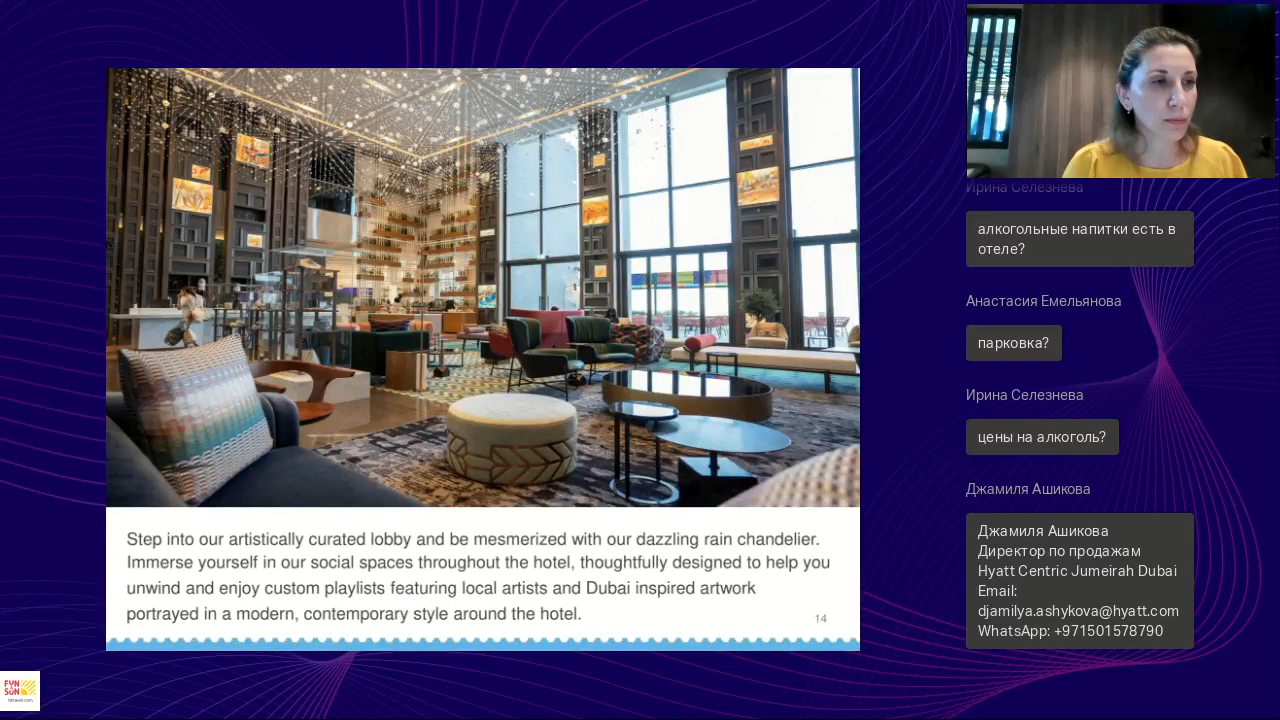 Step into our artistically curated lobby and be mesmerized with our dazzling rain chandelier.
Immerse yourself in our social spaces throughout the hotel, thoughtfully designed to help you
unwind and enjoy custom playlists featuring local artists and Dubai inspired artwork
portrayed in a modern, contemporary style around the hotel.
14
Ирина Селезнева
алкогольные напитки есть в
отеле?
Анастасия Емельянова
парковка?
Ирина Селезнева
цены на алкоголь?
Джамиля Ашикова
Джамиля Ашикова
Директор по продажам
Hyatt Centric Jumeirah Dubai
Email:
djamilya.ashykova@hyatt.com
WhatsApp: +971501578790
FUN
SUN